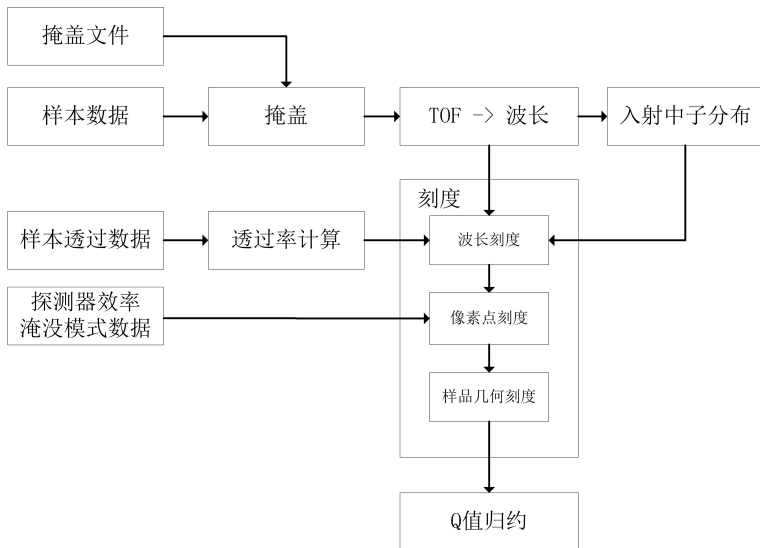 掩盖文件
样本数据
掩盖
TOF -> 波长
入射中子分布
刻度
样本透过数据
透过率计算
波长刻度
探测器效率
淹没模式数据
像素点刻度
样品几何刻度
Q值归约